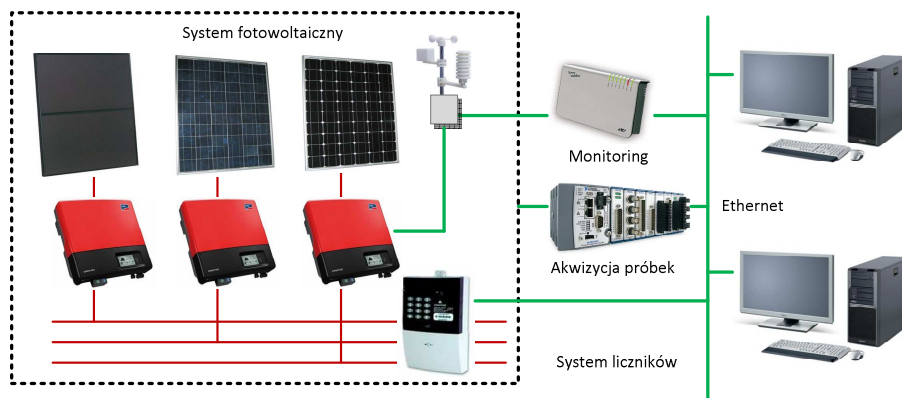 System fotowoltaiczny
Monitoring
Ethernet
Akwizycja próbek
System liczników